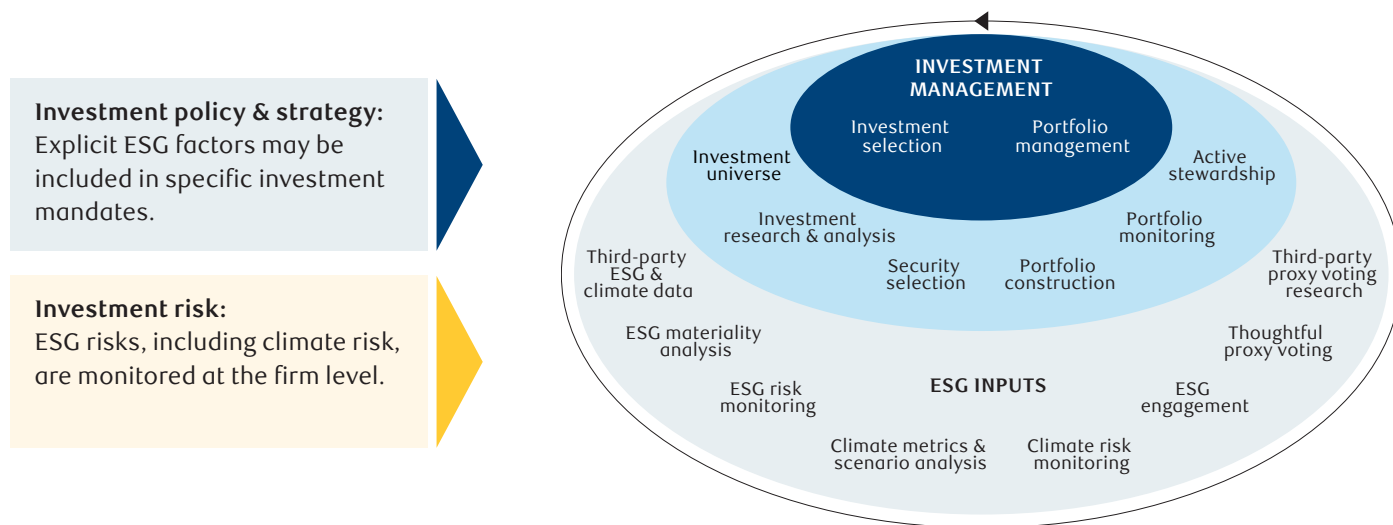 Investment policy & strategy:
Explicit ESG factors may be
included in specific investment
mandates.
Investment risk:
ESG risks, including climate risk,
are monitored at the firm level.
INVESTMENT
MANAGEMENT
Investment
selection
Portfolio
management
Investment
universe
Investment
research & analysis
Security
selection
Portfolio
construction
Portfolio
monitoring
Active
stewardship
Third-party
ESG &
climate data
ESG materiality
analysis
ESG risk
monitoring
Climate metrics &
scenario analysis
ESG INPUTS
Climate risk
monitoring
ESG
engagement
Thoughtful
proxy voting
Third-party
proxy voting
research